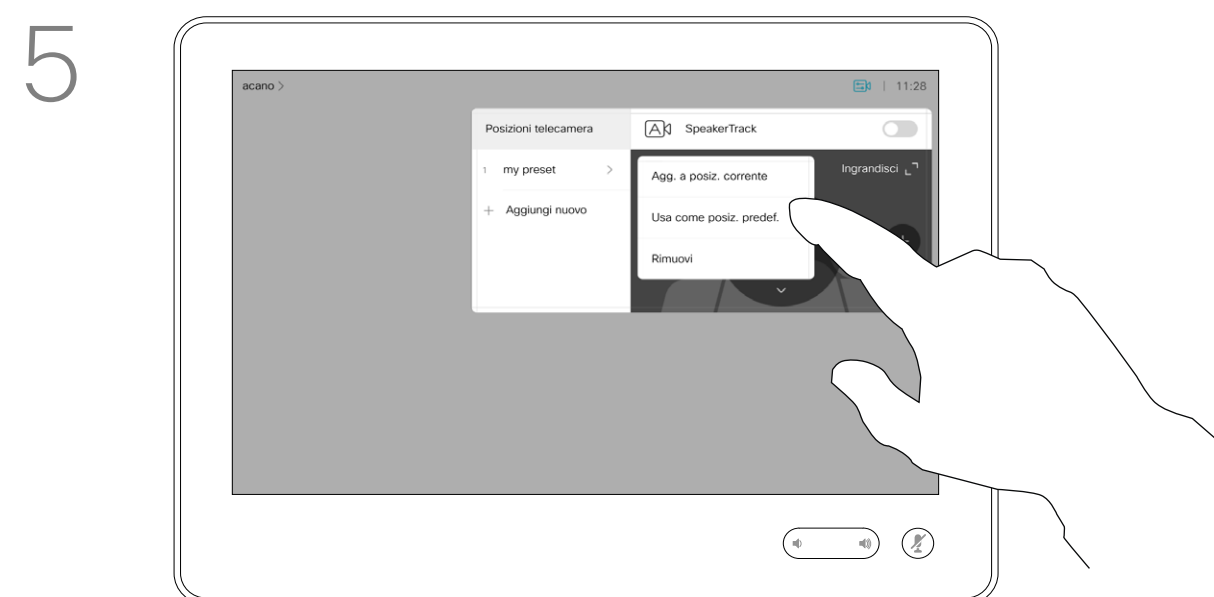 5
acano >
11:28
Posizioni telecamera
SpeakerTrack
1 my preset >
Ingrandisci
Agg. a posiz. corrente
+ Aggiungi nuovo
Usa come posiz. predef.
Rimuovi